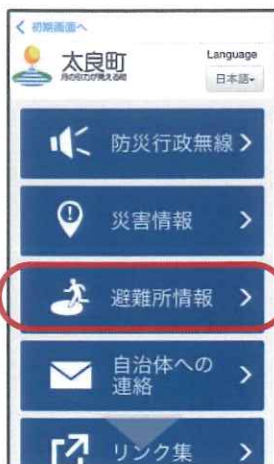 初期画面へ
太良町
月の引力が見える町
Language
日本語
防災行政無線
災害情報
避難所情報
自治体への
連絡
リンク集